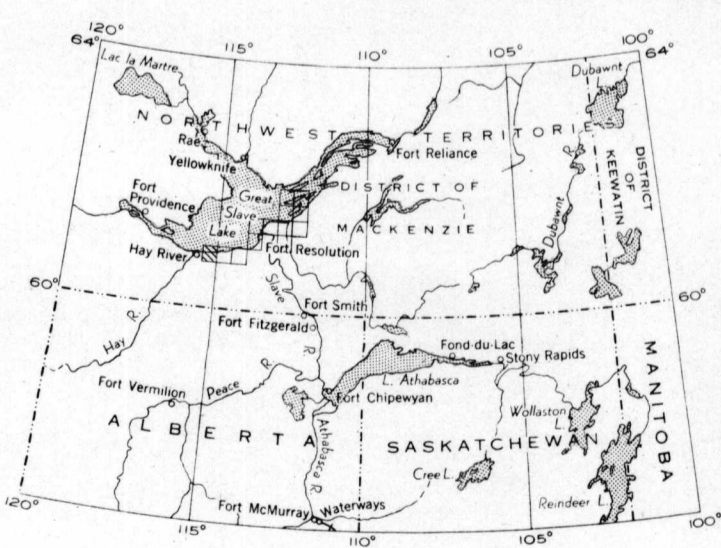 120°
115°
110°
105°
100°
64°
64°
Lac la Martre
Dubawnt
L.
NORTHWEST TERRITORIES
Rae
Yellowknife
Fort Reliance
Fort
Providence
Great
Slave
Lake
DISTRICT OF
MACKENZIE
DISTRICT
OF
KEEWATIN
Dubawnt
Hay River
Fort Resolution
60°
60°
Slave
R.
Fort Smith
Fort Fitzgerald
Hay R.
Fond-du-Lac
Stony Rapids
L. Athabasca
Fort Vermilion
Peace R.
Fort Chipewyan
MANITOBA
Wollaston
L.
ALBERTA
SASKATCHEWAN
Athabasca R.
Cree L.
Reindeer L.
Fort McMurray
Waterways
120°
115°
110°
105°
100°